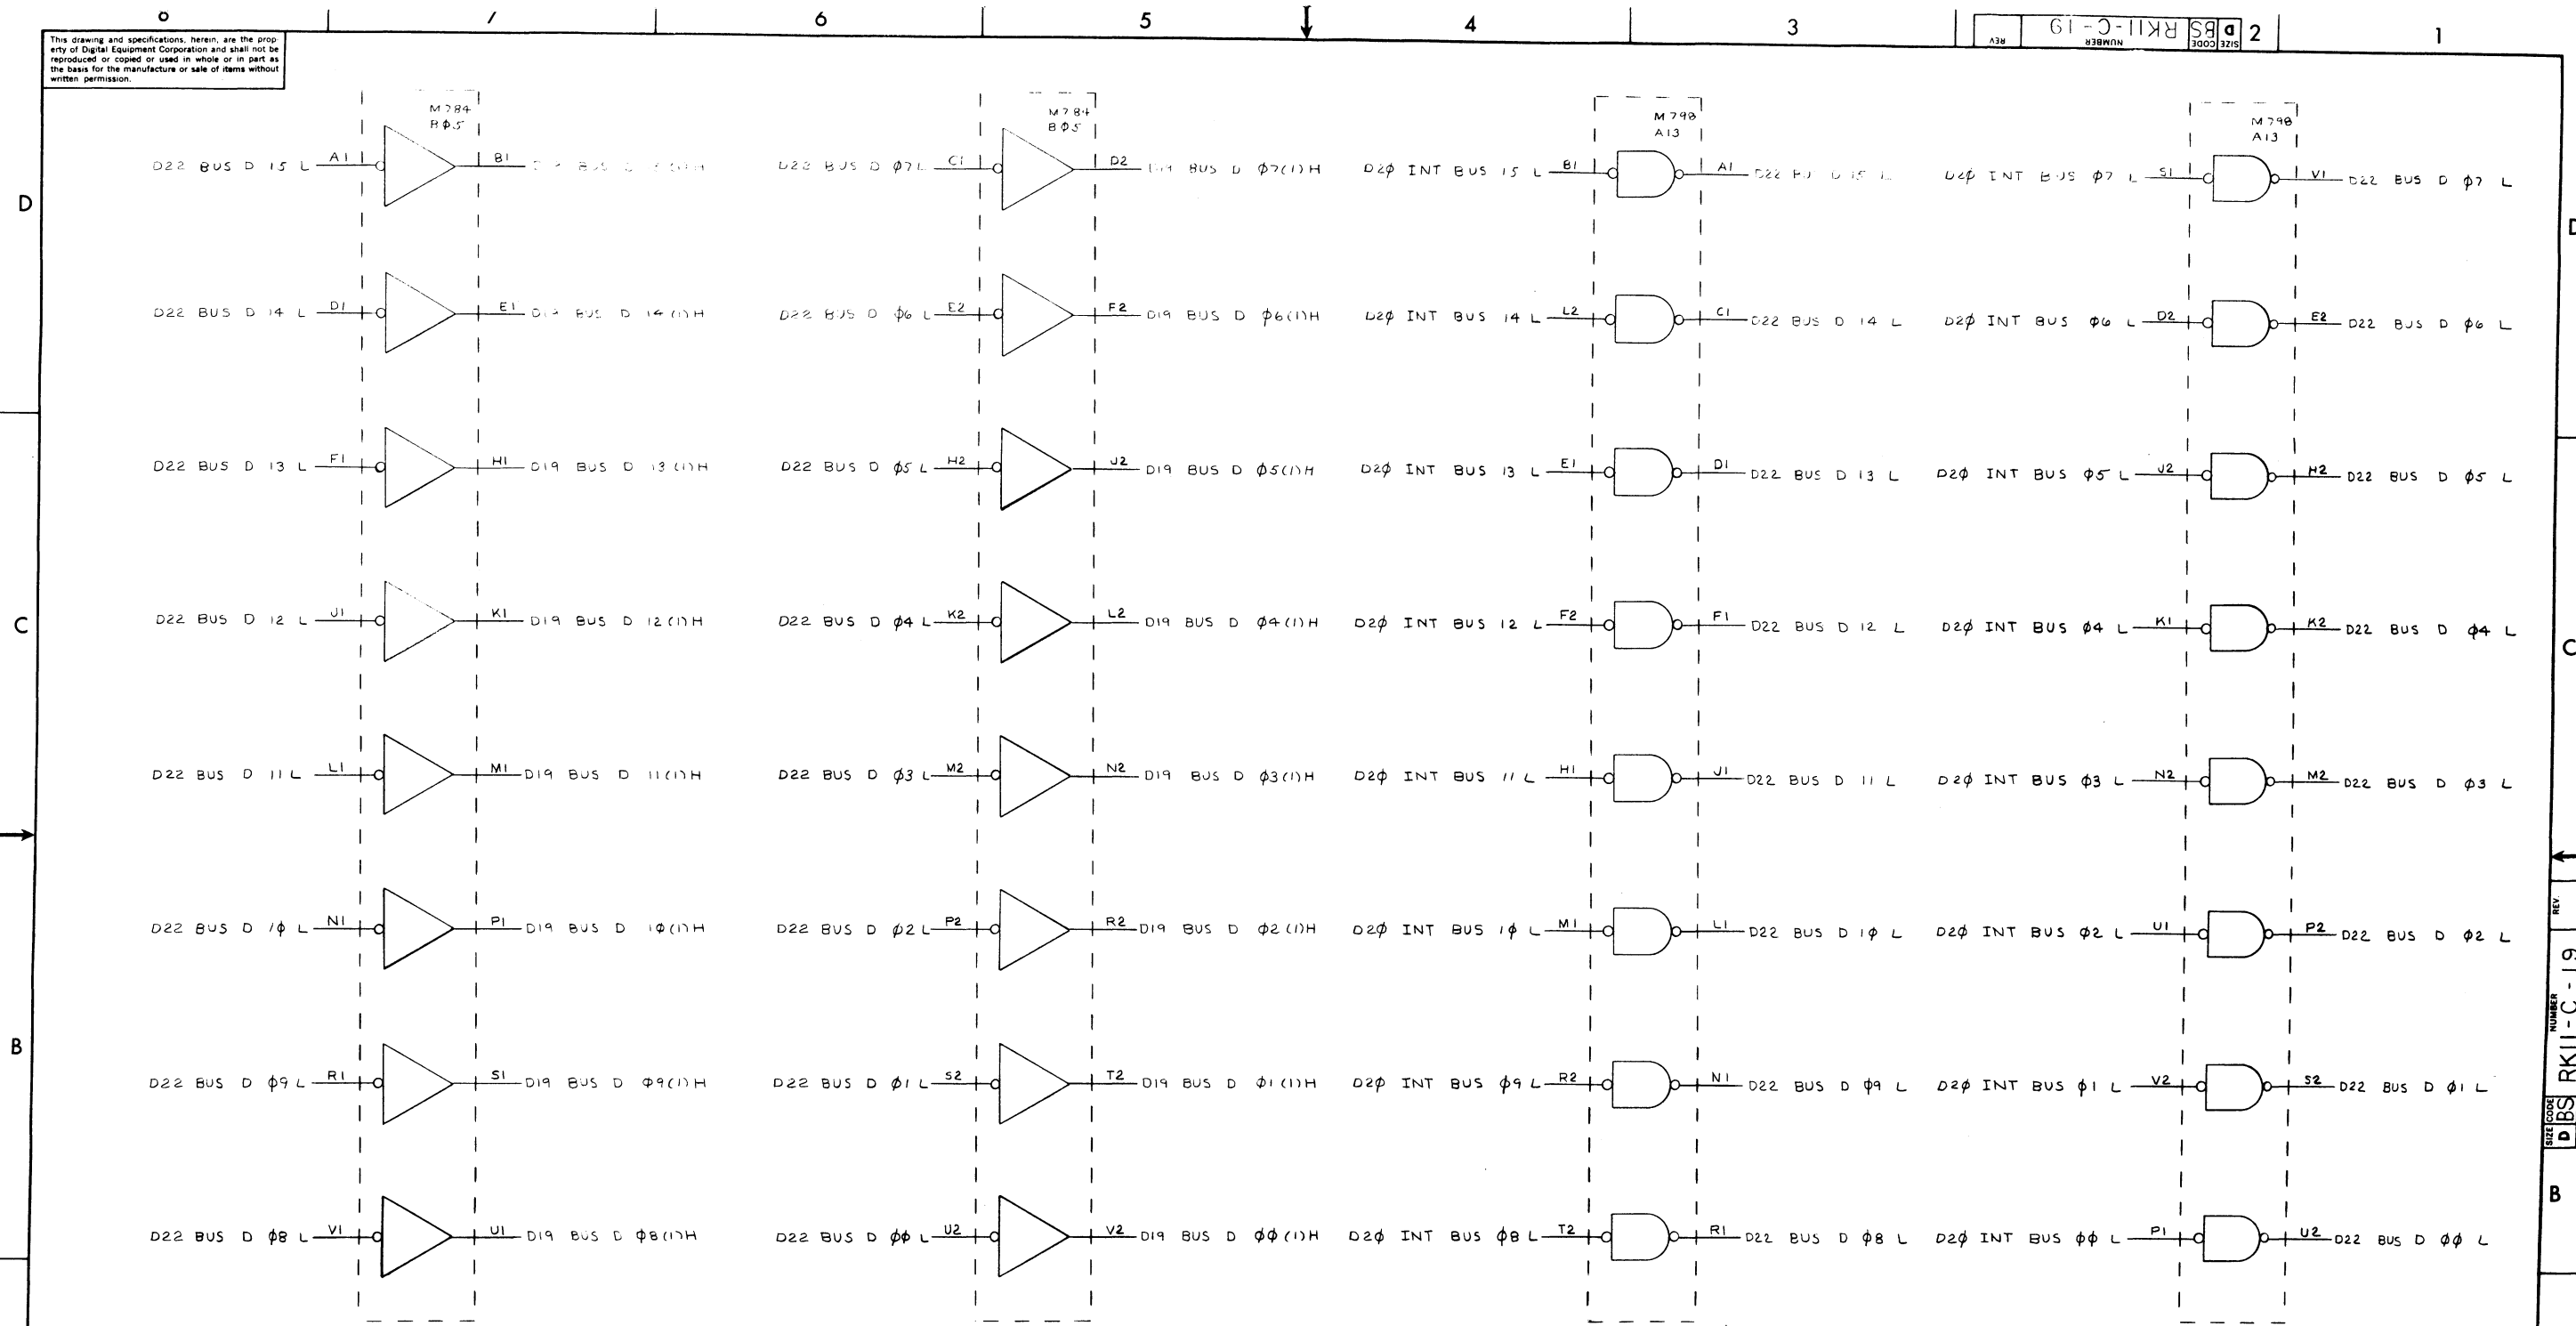 8 7 6 5 4 3 2 1
REV NUMBER SIZE CODE
RK11-C-19 BS D
This drawing and specifications, herein, are the prop-
erty of Digital Equipment Corporation and shall not be
reproduced or copied or used in whole or in part as
the basis for the manufacture or sale of items without
written permission.
M784 M784 M798 M798
BØ5 BØ5 A13 A13
D
D22 BUS D 15 L A1 B1 BUS H D22 BUS D Ø7 L C1 D2 D19 BUS D Ø7(1)H D2Ø INT BUS 15 L B1 A1 D22 15 L D2Ø INT BUS Ø7 L S1 V1 D22 BUS D Ø7 L
D
D22 BUS D 14 L D1 E1 BUS D 14(1)H D22 BUS D Ø6 L E2 F2 D19 BUS D Ø6(1)H D2Ø INT BUS 14 L L2 C1 D22 BUS D 14 L D2Ø INT BUS Ø6 L D2 E2 D22 BUS D Ø6 L
D22 BUS D 13 L F1 H1 D19 BUS D 13(1)H D22 BUS D Ø5 L H2 J2 D19 BUS D Ø5(1)H D2Ø INT BUS 13 L E1 D1 D22 BUS D 13 L D2Ø INT BUS Ø5 L J2 H2 D22 BUS D Ø5 L
C
D22 BUS D 12 L J1 K1 D19 BUS D 12(1)H D22 BUS D Ø4 L K2 L2 D19 BUS D Ø4(1)H D2Ø INT BUS 12 L F2 F1 D22 BUS D 12 L D2Ø INT BUS Ø4 L K1 K2 D22 BUS D Ø4 L
C
D22 BUS D 11 L L1 M1 D19 BUS D 11(1)H D22 BUS D Ø3 L M2 N2 D19 BUS D Ø3(1)H D2Ø INT BUS 11 L H1 J1 D22 BUS D 11 L D2Ø INT BUS Ø3 L N2 M2 D22 BUS D Ø3 L
D22 BUS D 1Ø L N1 P1 D19 BUS D 1Ø(1)H D22 BUS D Ø2 L P2 R2 D19 BUS D Ø2(1)H D2Ø INT BUS 1Ø L M1 L1 D22 BUS D 1Ø L D2Ø INT BUS Ø2 L U1 P2 D22 BUS D Ø2 L
B
D22 BUS D Ø9 L R1 S1 D19 BUS D Ø9(1)H D22 BUS D Ø1 L S2 T2 D19 BUS D Ø1(1)H D2Ø INT BUS Ø9 L R2 N1 D22 BUS D Ø9 L D2Ø INT BUS Ø1 L V2 S2 D22 BUS D Ø1 L
SIZE CODE NUMBER REV.
D BS RK11-C-19
B
D22 BUS D Ø8 L V1 U1 D19 BUS D Ø8(1)H D22 BUS D ØØ L U2 V2 D19 BUS D ØØ(1)H D2Ø INT BUS Ø8 L T2 R1 D22 BUS D Ø8 L D2Ø INT BUS ØØ L P1 U2 D22 BUS D ØØ L